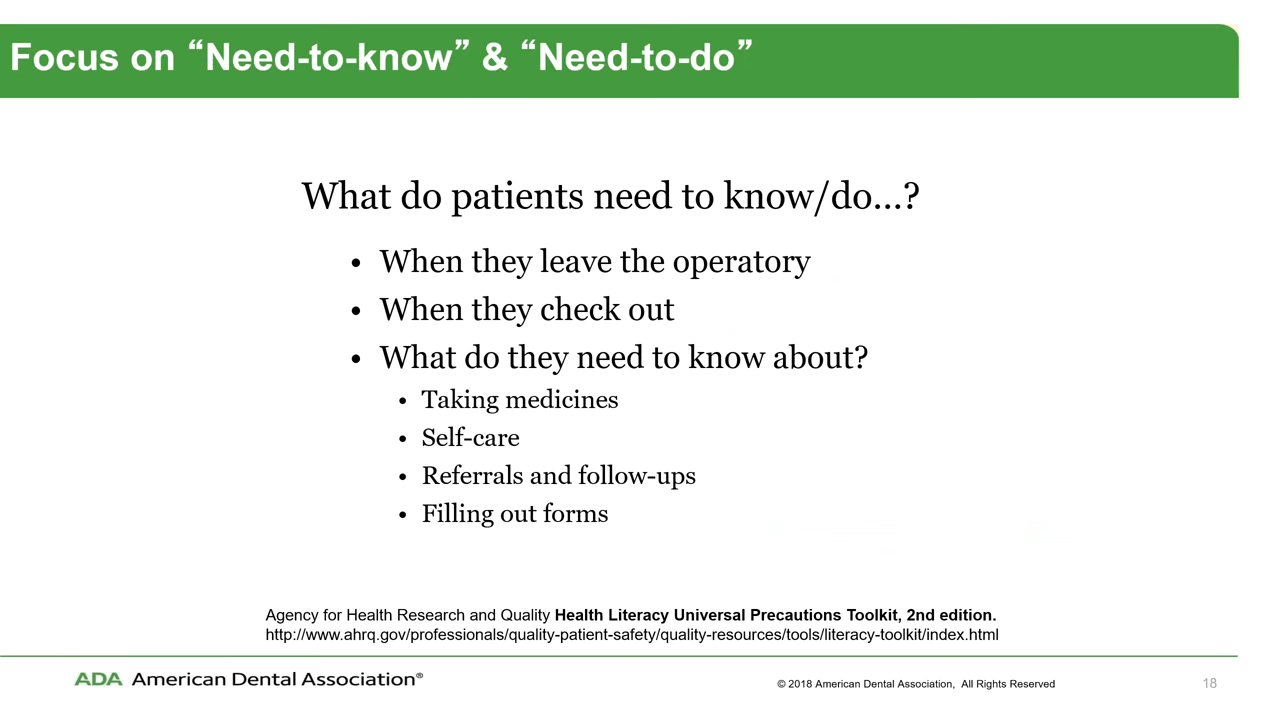 Focus on “Need-to-know” & “Need-to-do”
What do patients need to know/do...?
• When they leave the operatory
• When they check out
• What do they need to know about?
• Taking medicines
• Self-care
• Referrals and follow-ups
• Filling out forms
Agency for Health Research and Quality Health Literacy Universal Precautions Toolkit, 2nd edition.
http://www.ahrq.gov/professionals/quality-patient-safety/quality-resources/tools/literacy-toolkit/index.html
ADA American Dental Association®
© 2018 American Dental Association, All Rights Reserved
18